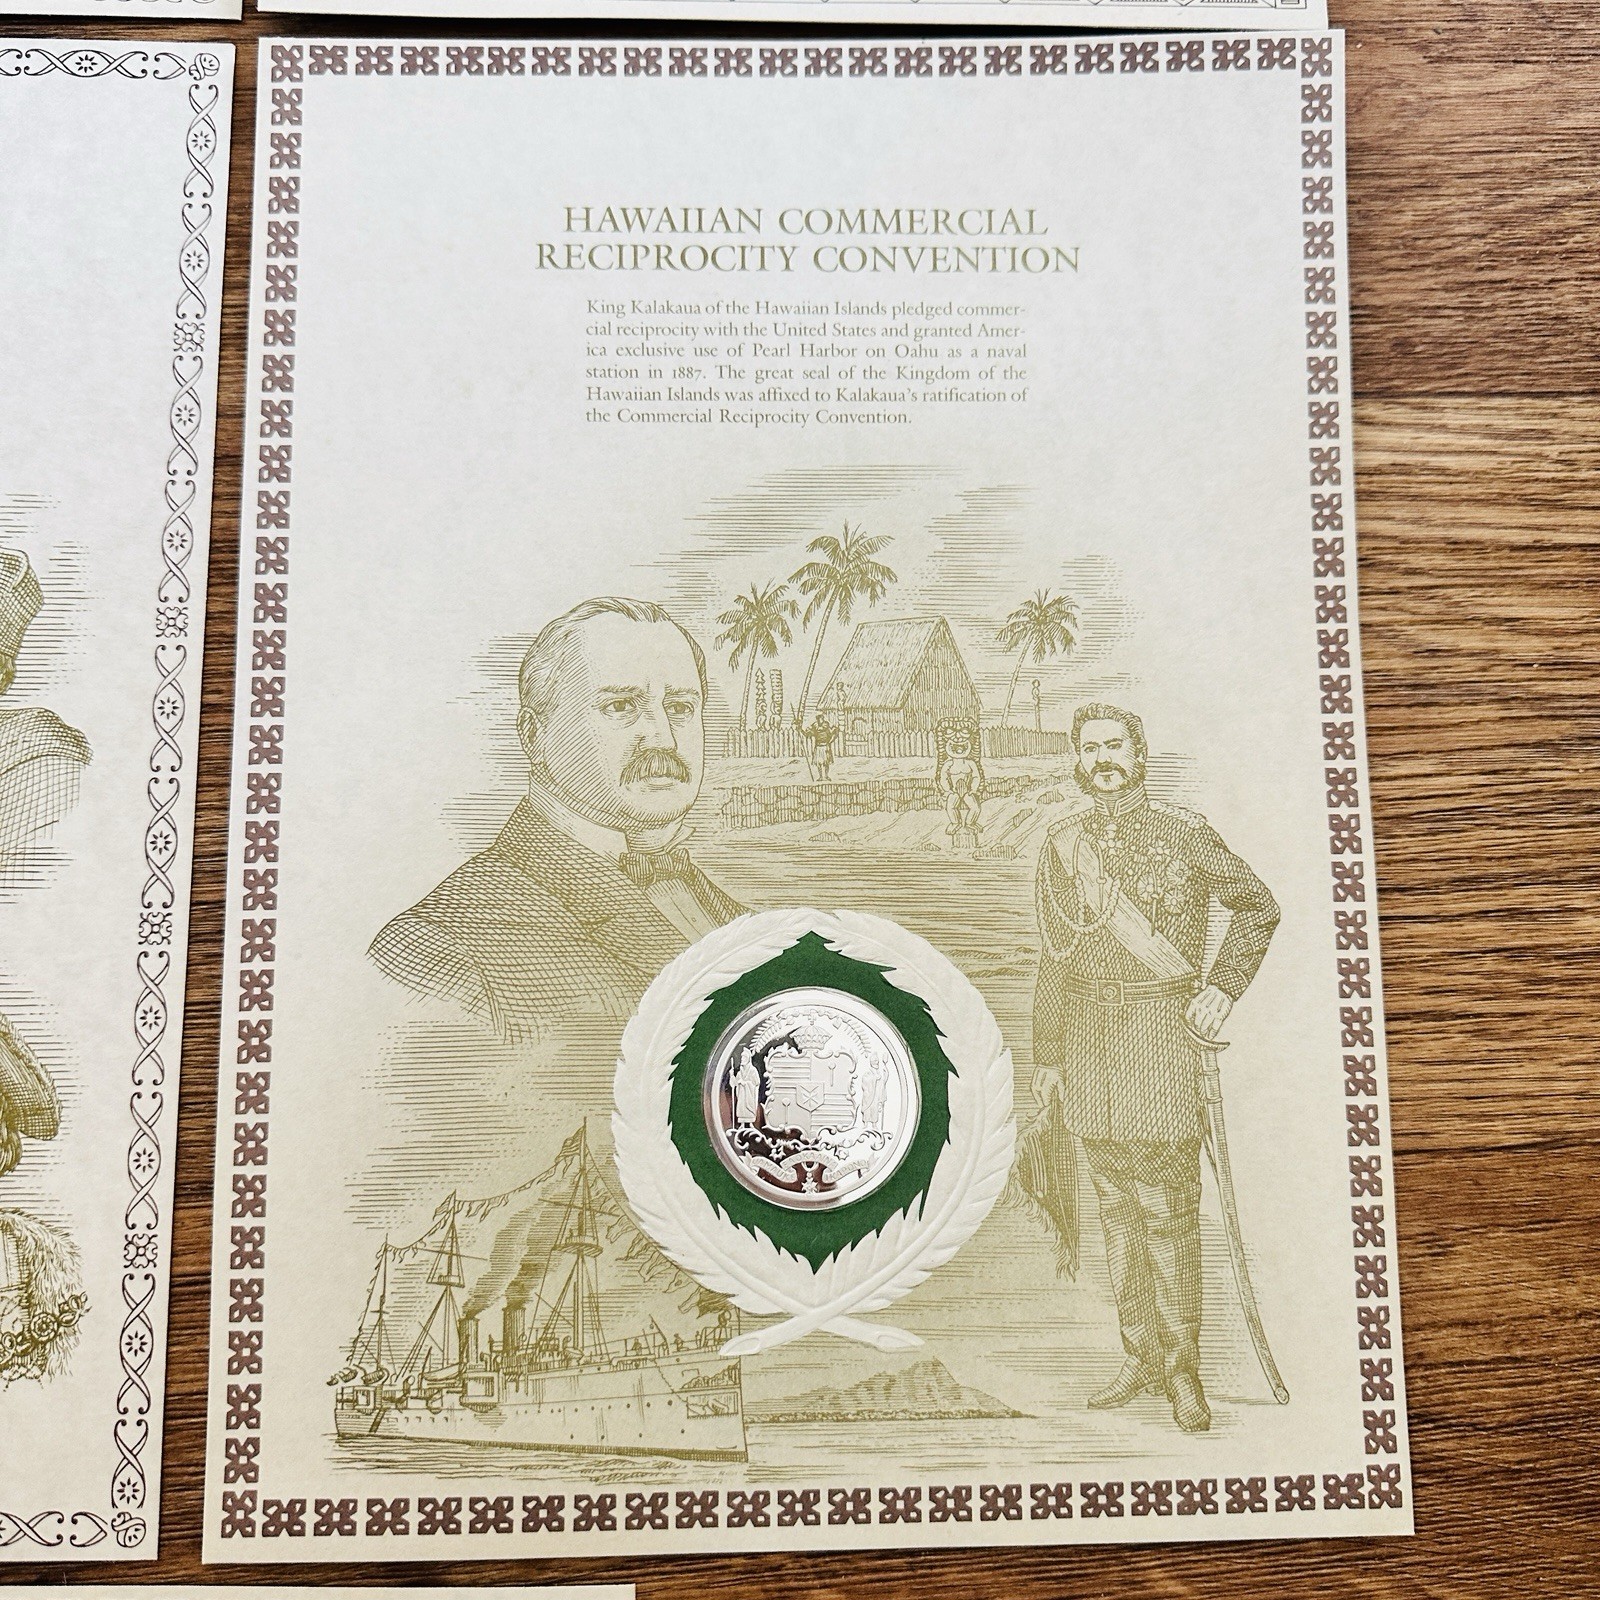 HAWAIIAN COMMERCIAL
RECIPROCITY CONVENTION
King Kalakaua of the Hawaiian Islands pledged commer-
cial reciprocity with the United States and granted Amer-
ica exclusive use of Pearl Harbor on Oahu as a naval
station in 1887. The great seal of the Kingdom of the
Hawaiian Islands was affixed to Kalakaua's ratification of
the Commercial Reciprocity Convention.